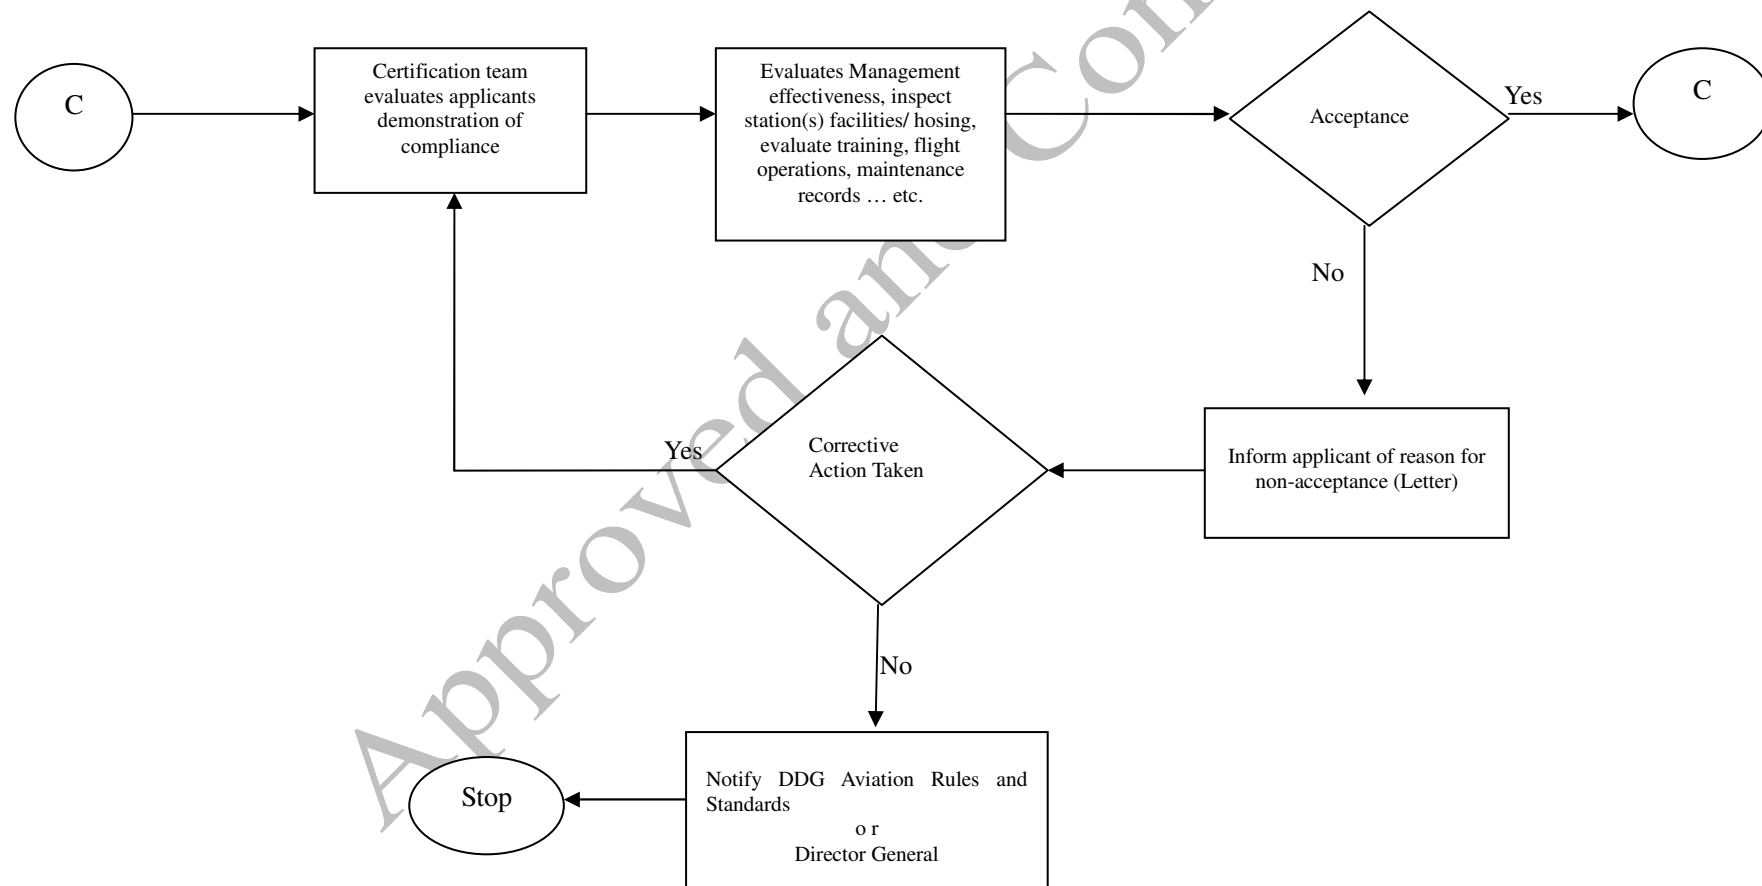 C
Certification team
evaluates applicants
demonstration of
compliance
Evaluates Management
effectiveness, inspect
station(s) facilities/ hosing,
evaluate training, flight
operations, maintenance
records … etc.
Acceptance
Yes
C
No
Inform applicant of reason for
non-acceptance (Letter)
Corrective
Action Taken
Yes
No
Notify DDG Aviation Rules and
Standards
o r
Director General
Stop
Approved and